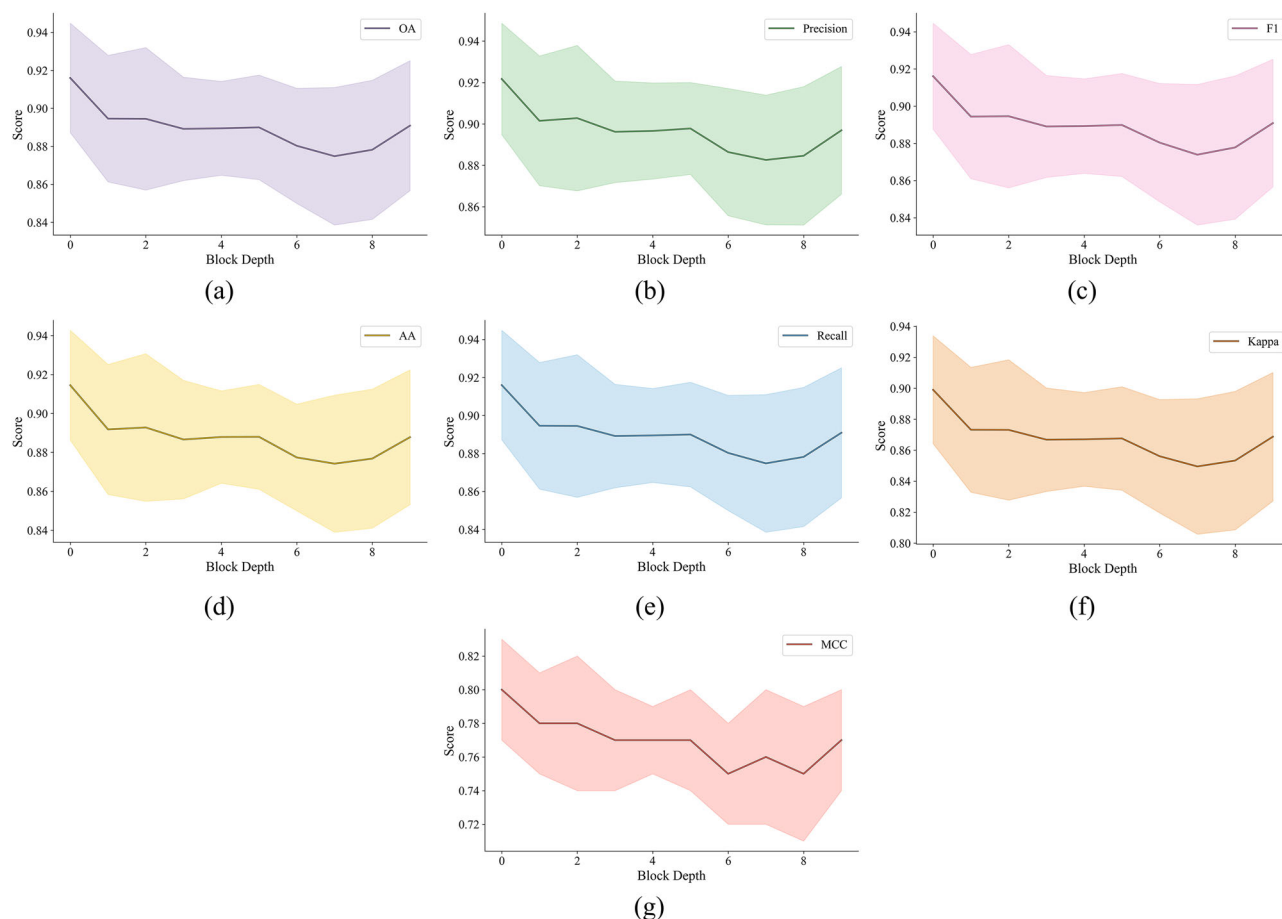 OA
0.94
0.92
0.90
0.88
0.86
0.84
Score
0 2 4 6 8
Block Depth
(a)
Precision
0.94
0.92
0.90
0.88
0.86
Score
0 2 4 6 8
Block Depth
(b)
F1
0.94
0.92
0.90
0.88
0.86
0.84
Score
0 2 4 6 8
Block Depth
(c)
AA
0.94
0.92
0.90
0.88
0.86
0.84
Score
0 2 4 6 8
Block Depth
(d)
Recall
0.94
0.92
0.90
0.88
0.86
0.84
Score
0 2 4 6 8
Block Depth
(e)
Kappa
0.94
0.92
0.90
0.88
0.86
0.84
0.82
0.80
Score
0 2 4 6 8
Block Depth
(f)
MCC
0.82
0.80
0.78
0.76
0.74
0.72
Score
0 2 4 6 8
Block Depth
(g)